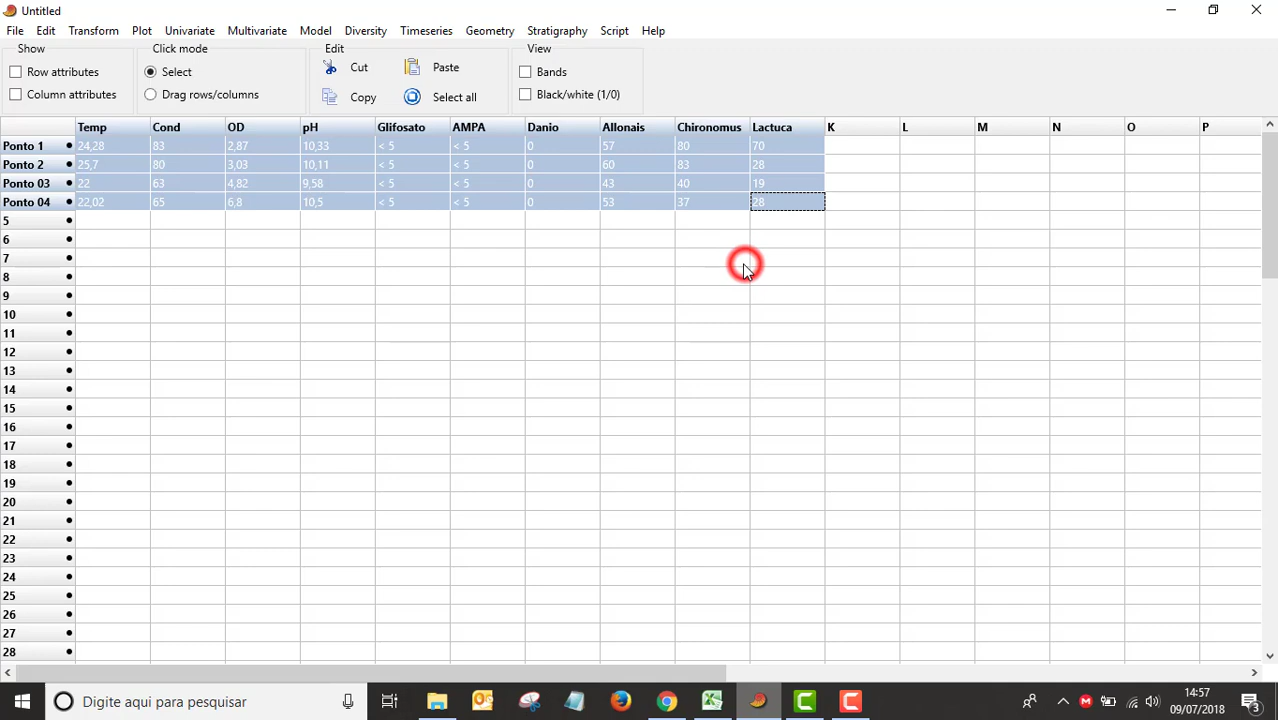 Untitled
File Edit Transform Plot Univariate Multivariate Model Diversity Timeseries Geometry Stratigraphy Script Help
Show Click mode Edit View
Row attributes Select Cut Paste Bands
Column attributes Drag rows/columns Copy Select all Black/white (1/0)
Temp Cond OD pH Glifosato AMPA Danio Allonais Chironomus Lactuca K L M N O P
Ponto 1 • 24,28 83 2,87 10,33 < 5 < 5 0 57 80 70
Ponto 2 • 25,7 80 3,03 10,11 < 5 < 5 0 60 83 28
Ponto 03 • 22 63 4,82 9,58 < 5 < 5 0 43 40 19
Ponto 04 • 22,02 65 6,8 10,5 < 5 < 5 0 53 37 28
5 •
6 •
7 •
8 •
9 •
10 •
11 •
12 •
13 •
14 •
15 •
16 •
17 •
18 •
19 •
20 •
21 •
22 •
23 •
24 •
25 •
26 •
27 •
28 •
Digite aqui para pesquisar
14:57
09/07/2018
3